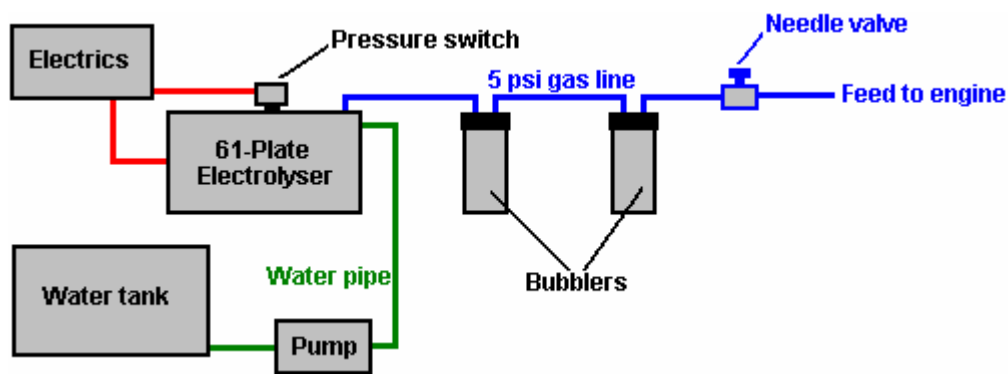 Needle valve
Pressure switch
Electrics
5 psi gas line
Feed to engine
61-Plate
Electrolyser
Water pipe
Bubblers
Water tank
Pump